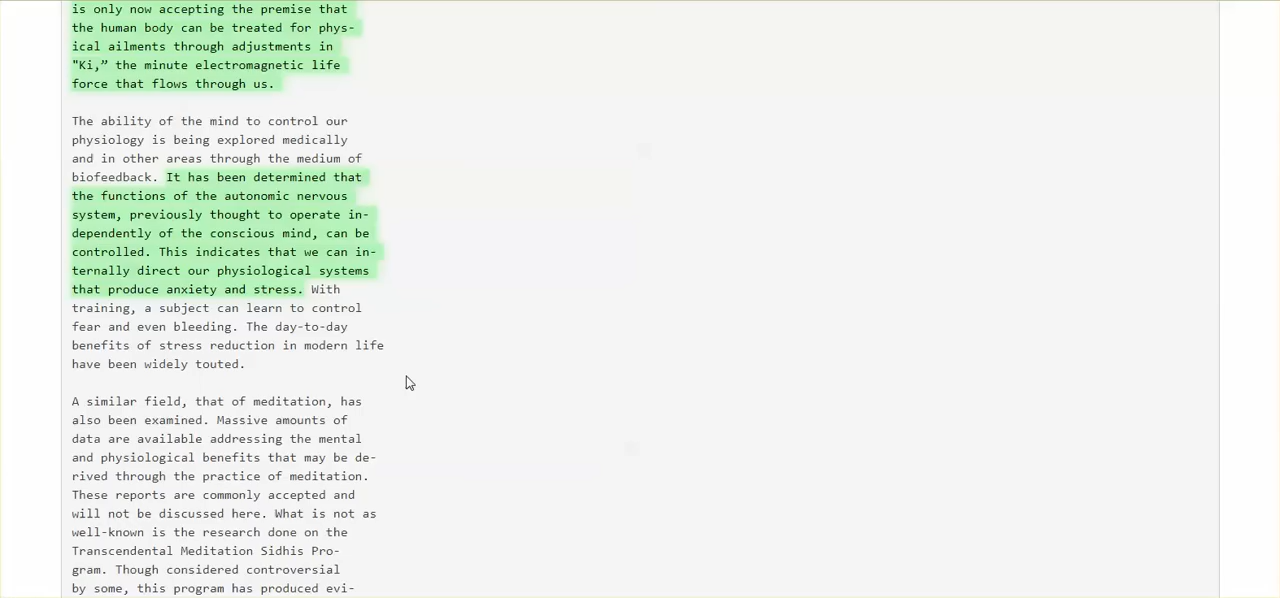 is only now accepting the premise that
the human body can be treated for phys-
ical ailments through adjustments in
"Ki,” the minute electromagnetic life
force that flows through us.
The ability of the mind to control our
physiology is being explored medically
and in other areas through the medium of
biofeedback. It has been determined that
the functions of the autonomic nervous
system, previously thought to operate in-
dependently of the conscious mind, can be
controlled. This indicates that we can in-
ternally direct our physiological systems
that produce anxiety and stress. With
training, a subject can learn to control
fear and even bleeding. The day-to-day
benefits of stress reduction in modern life
have been widely touted.
A similar field, that of meditation, has
also been examined. Massive amounts of
data are available addressing the mental
and physiological benefits that may be de-
rived through the practice of meditation.
These reports are commonly accepted and
will not be discussed here. What is not as
well-known is the research done on the
Transcendental Meditation Sidhis Pro-
gram. Though considered controversial
by some, this program has produced evi-